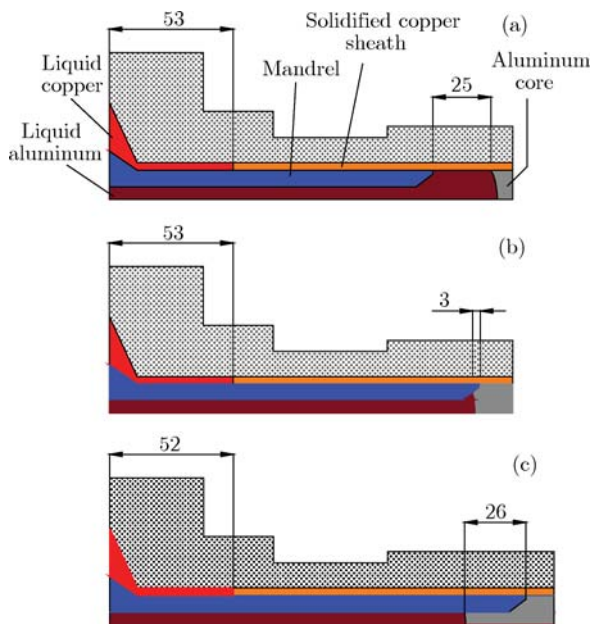 53
Solidified copper
sheath
(a)
Liquid
copper
Mandrel
25
Aluminum
core
Liquid
aluminum
53
(b)
3
52
(c)
26